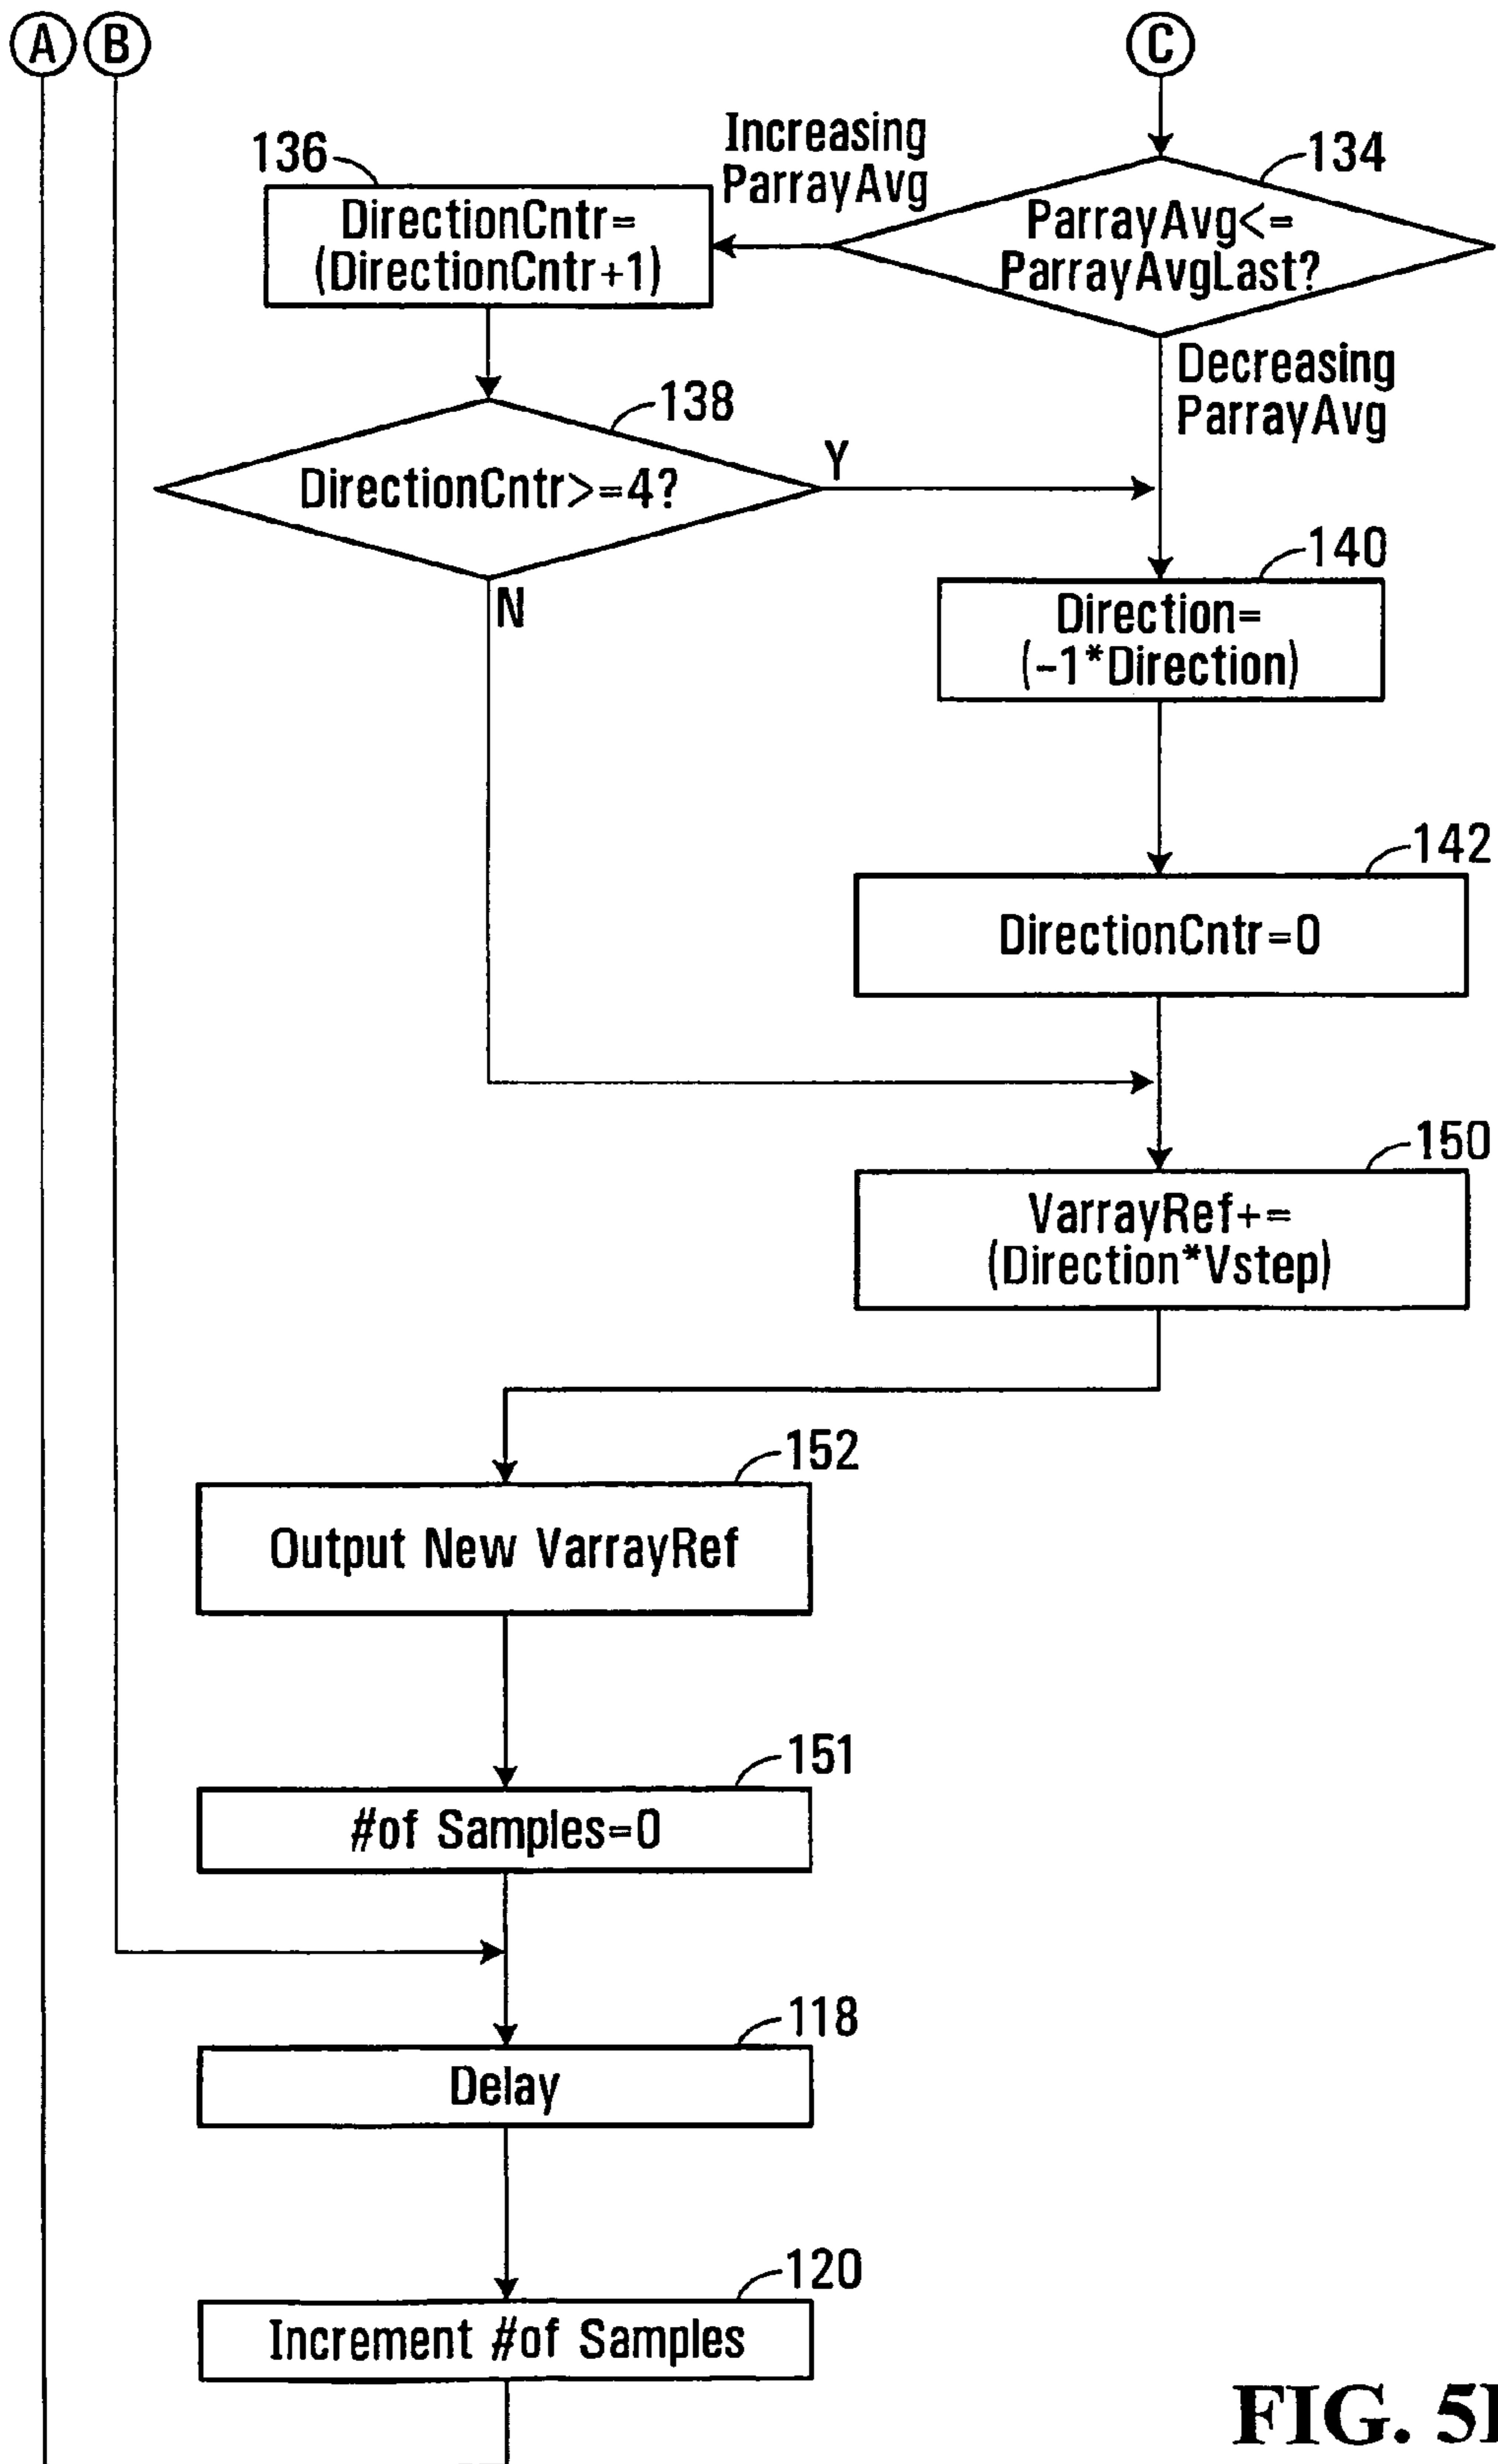 A
B
C
Increasing
ParrayAvg
136
134
DirectionCntr=
(DirectionCntr+1)
ParrayAvg<=
ParrayAvgLast?
Decreasing
ParrayAvg
138
DirectionCntr>=4?
Y
N
140
Direction=
(-1*Direction)
142
DirectionCntr=0
150
VarrayRef+=
(Direction*Vstep)
152
Output New VarrayRef
151
#of Samples=0
118
Delay
120
Increment #of Samples
FIG.